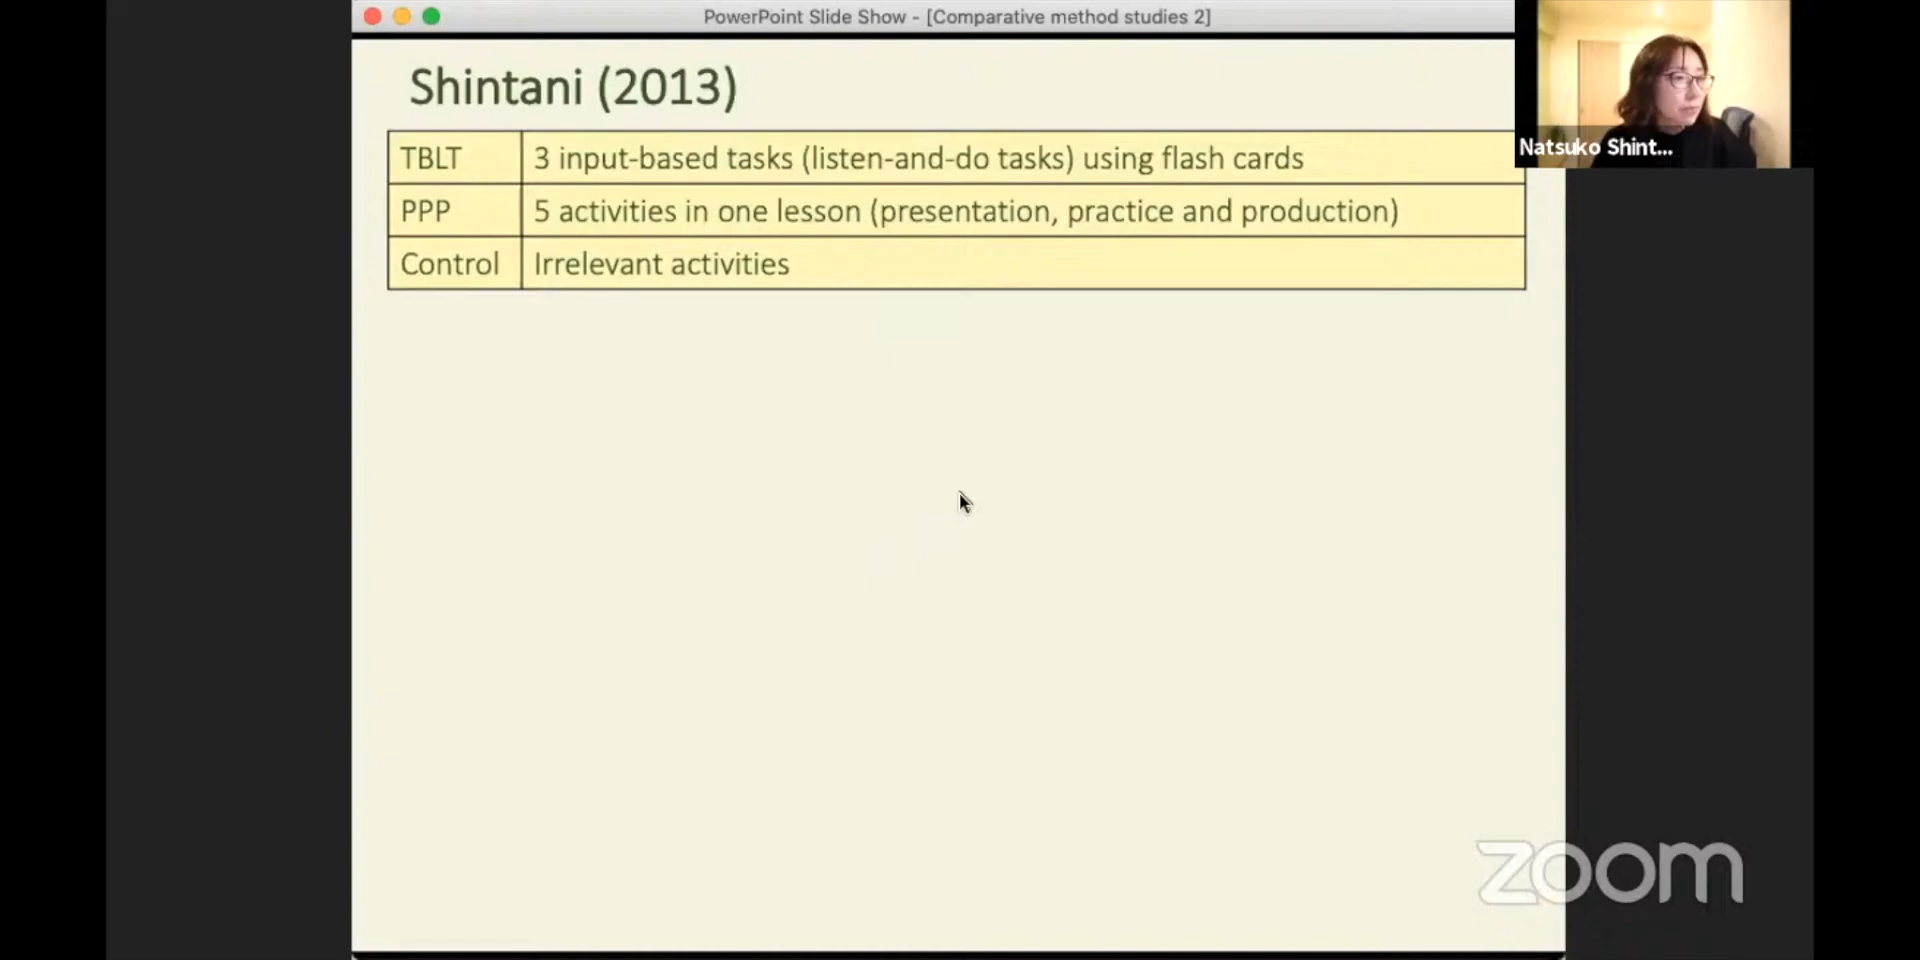 PowerPoint Slide Show - [Comparative method studies 2]
Shintani (2013)
TBLT 3 input-based tasks (listen-and-do tasks) using flash cards
PPP 5 activities in one lesson (presentation, practice and production)
Control Irrelevant activities
Natsuko Shint...
zoom